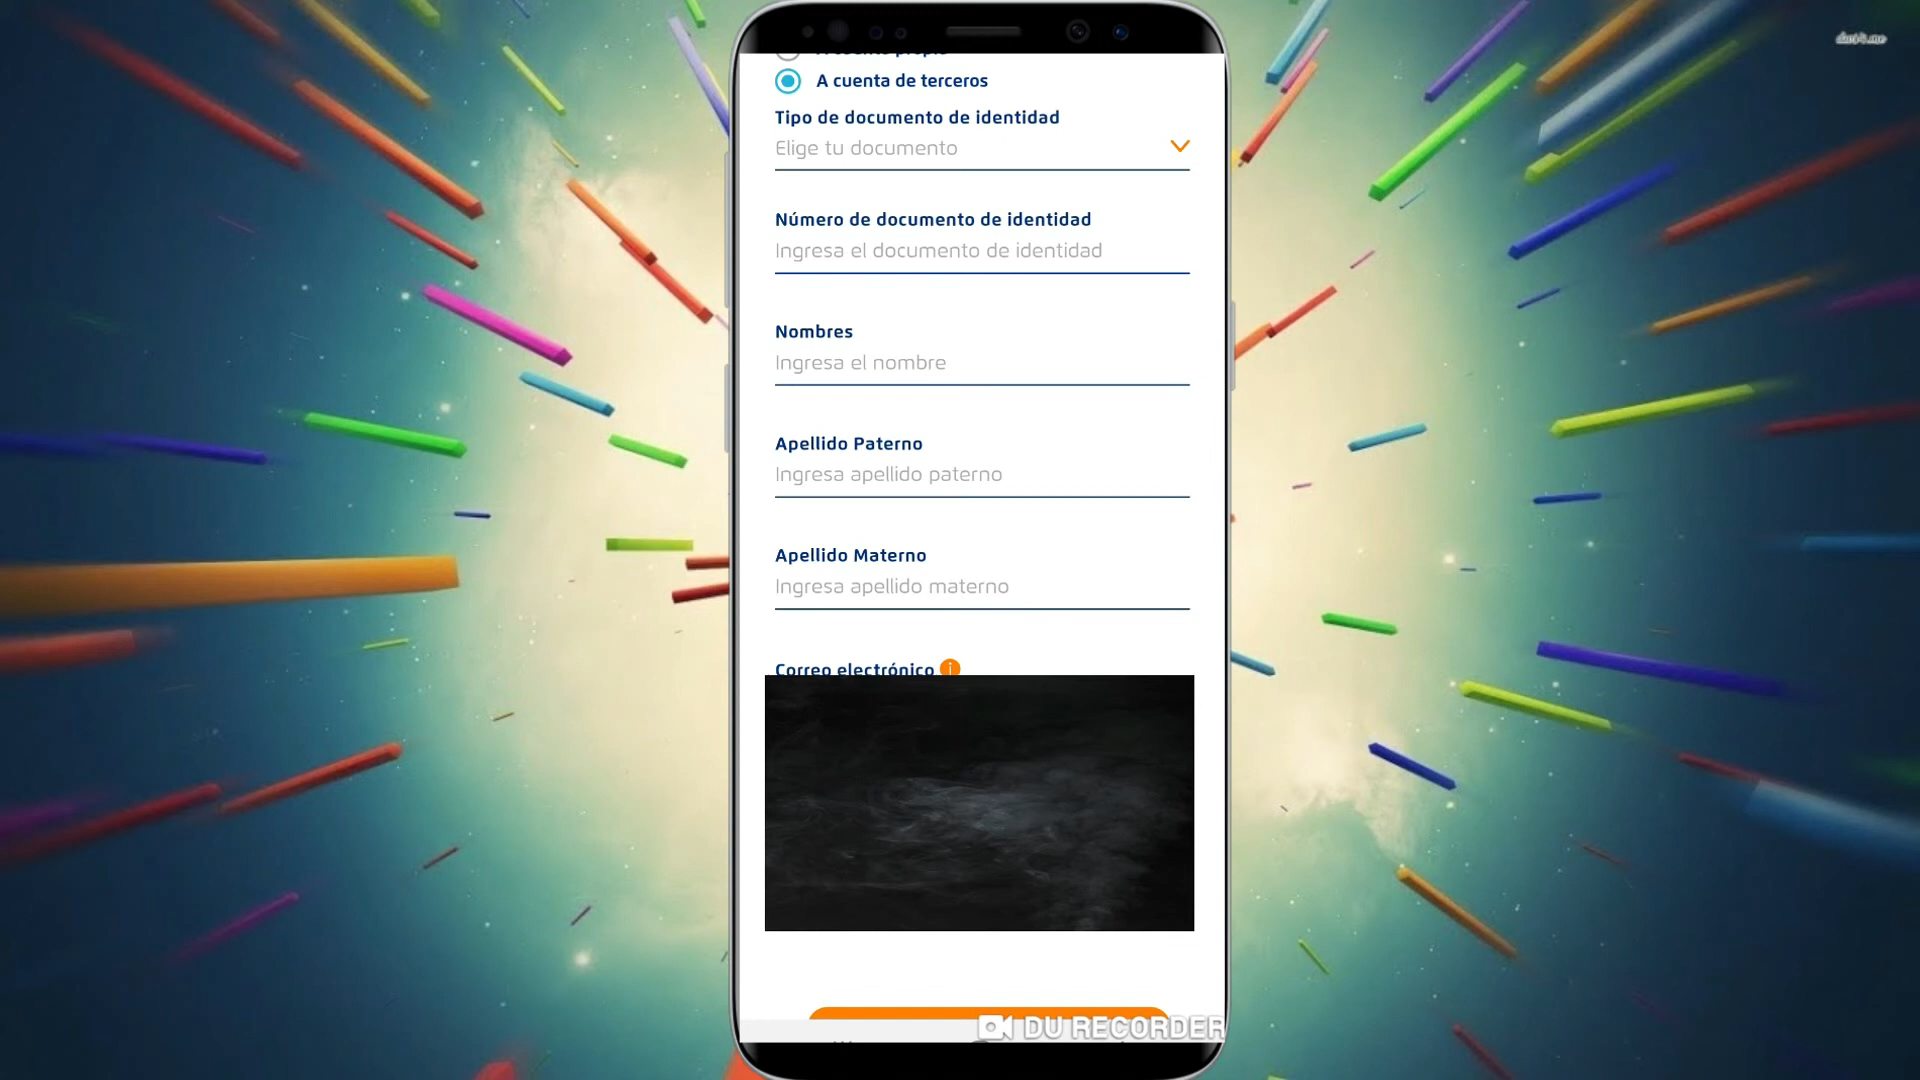 A cuenta de terceros
Tipo de documento de identidad
Elige tu documento
Número de documento de identidad
Ingresa el documento de identidad
Nombres
Ingresa el nombre
Apellido Paterno
Ingresa apellido paterno
Apellido Materno
Ingresa apellido materno
Correo electrónico
DU RECORDER